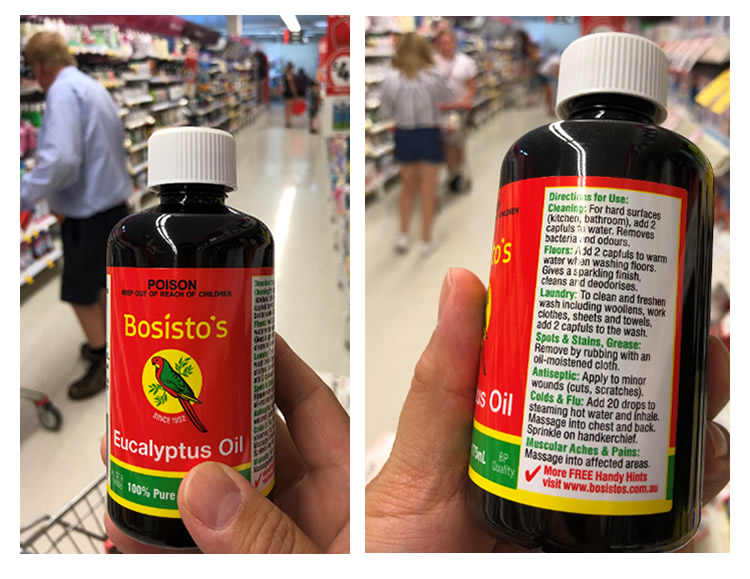 POISON
KEEP OUT OF REACH OF CHILDREN
Bosisto's
SINCE 1852
Eucalyptus Oil
100% Pure
CHILDREN
o's
us Oil
75mL
BP
Quality
Directions for Use:
Cleaning: For hard surfaces
(kitchen, bathroom), add 2
capfuls to water. Removes
bacteria and odours.
Floors: Add 2 capfuls to warm
water when washing floors.
Gives a sparkling finish,
cleans and deodorises.
Laundry: To clean and freshen
wash including woollens, work
clothes, sheets and towels,
add 2 capfuls to the wash.
Spots & Stains, Grease:
Remove by rubbing with an
oil-moistened cloth.
Antiseptic: Apply to minor
wounds (cuts, scratches).
Colds & Flu: Add 20 drops to
steaming hot water and inhale.
Massage into chest and back.
Sprinkle on handkerchief.
Muscular Aches & Pains:
Massage into affected areas.
More FREE Handy Hints
visit www.bosistos.com.au